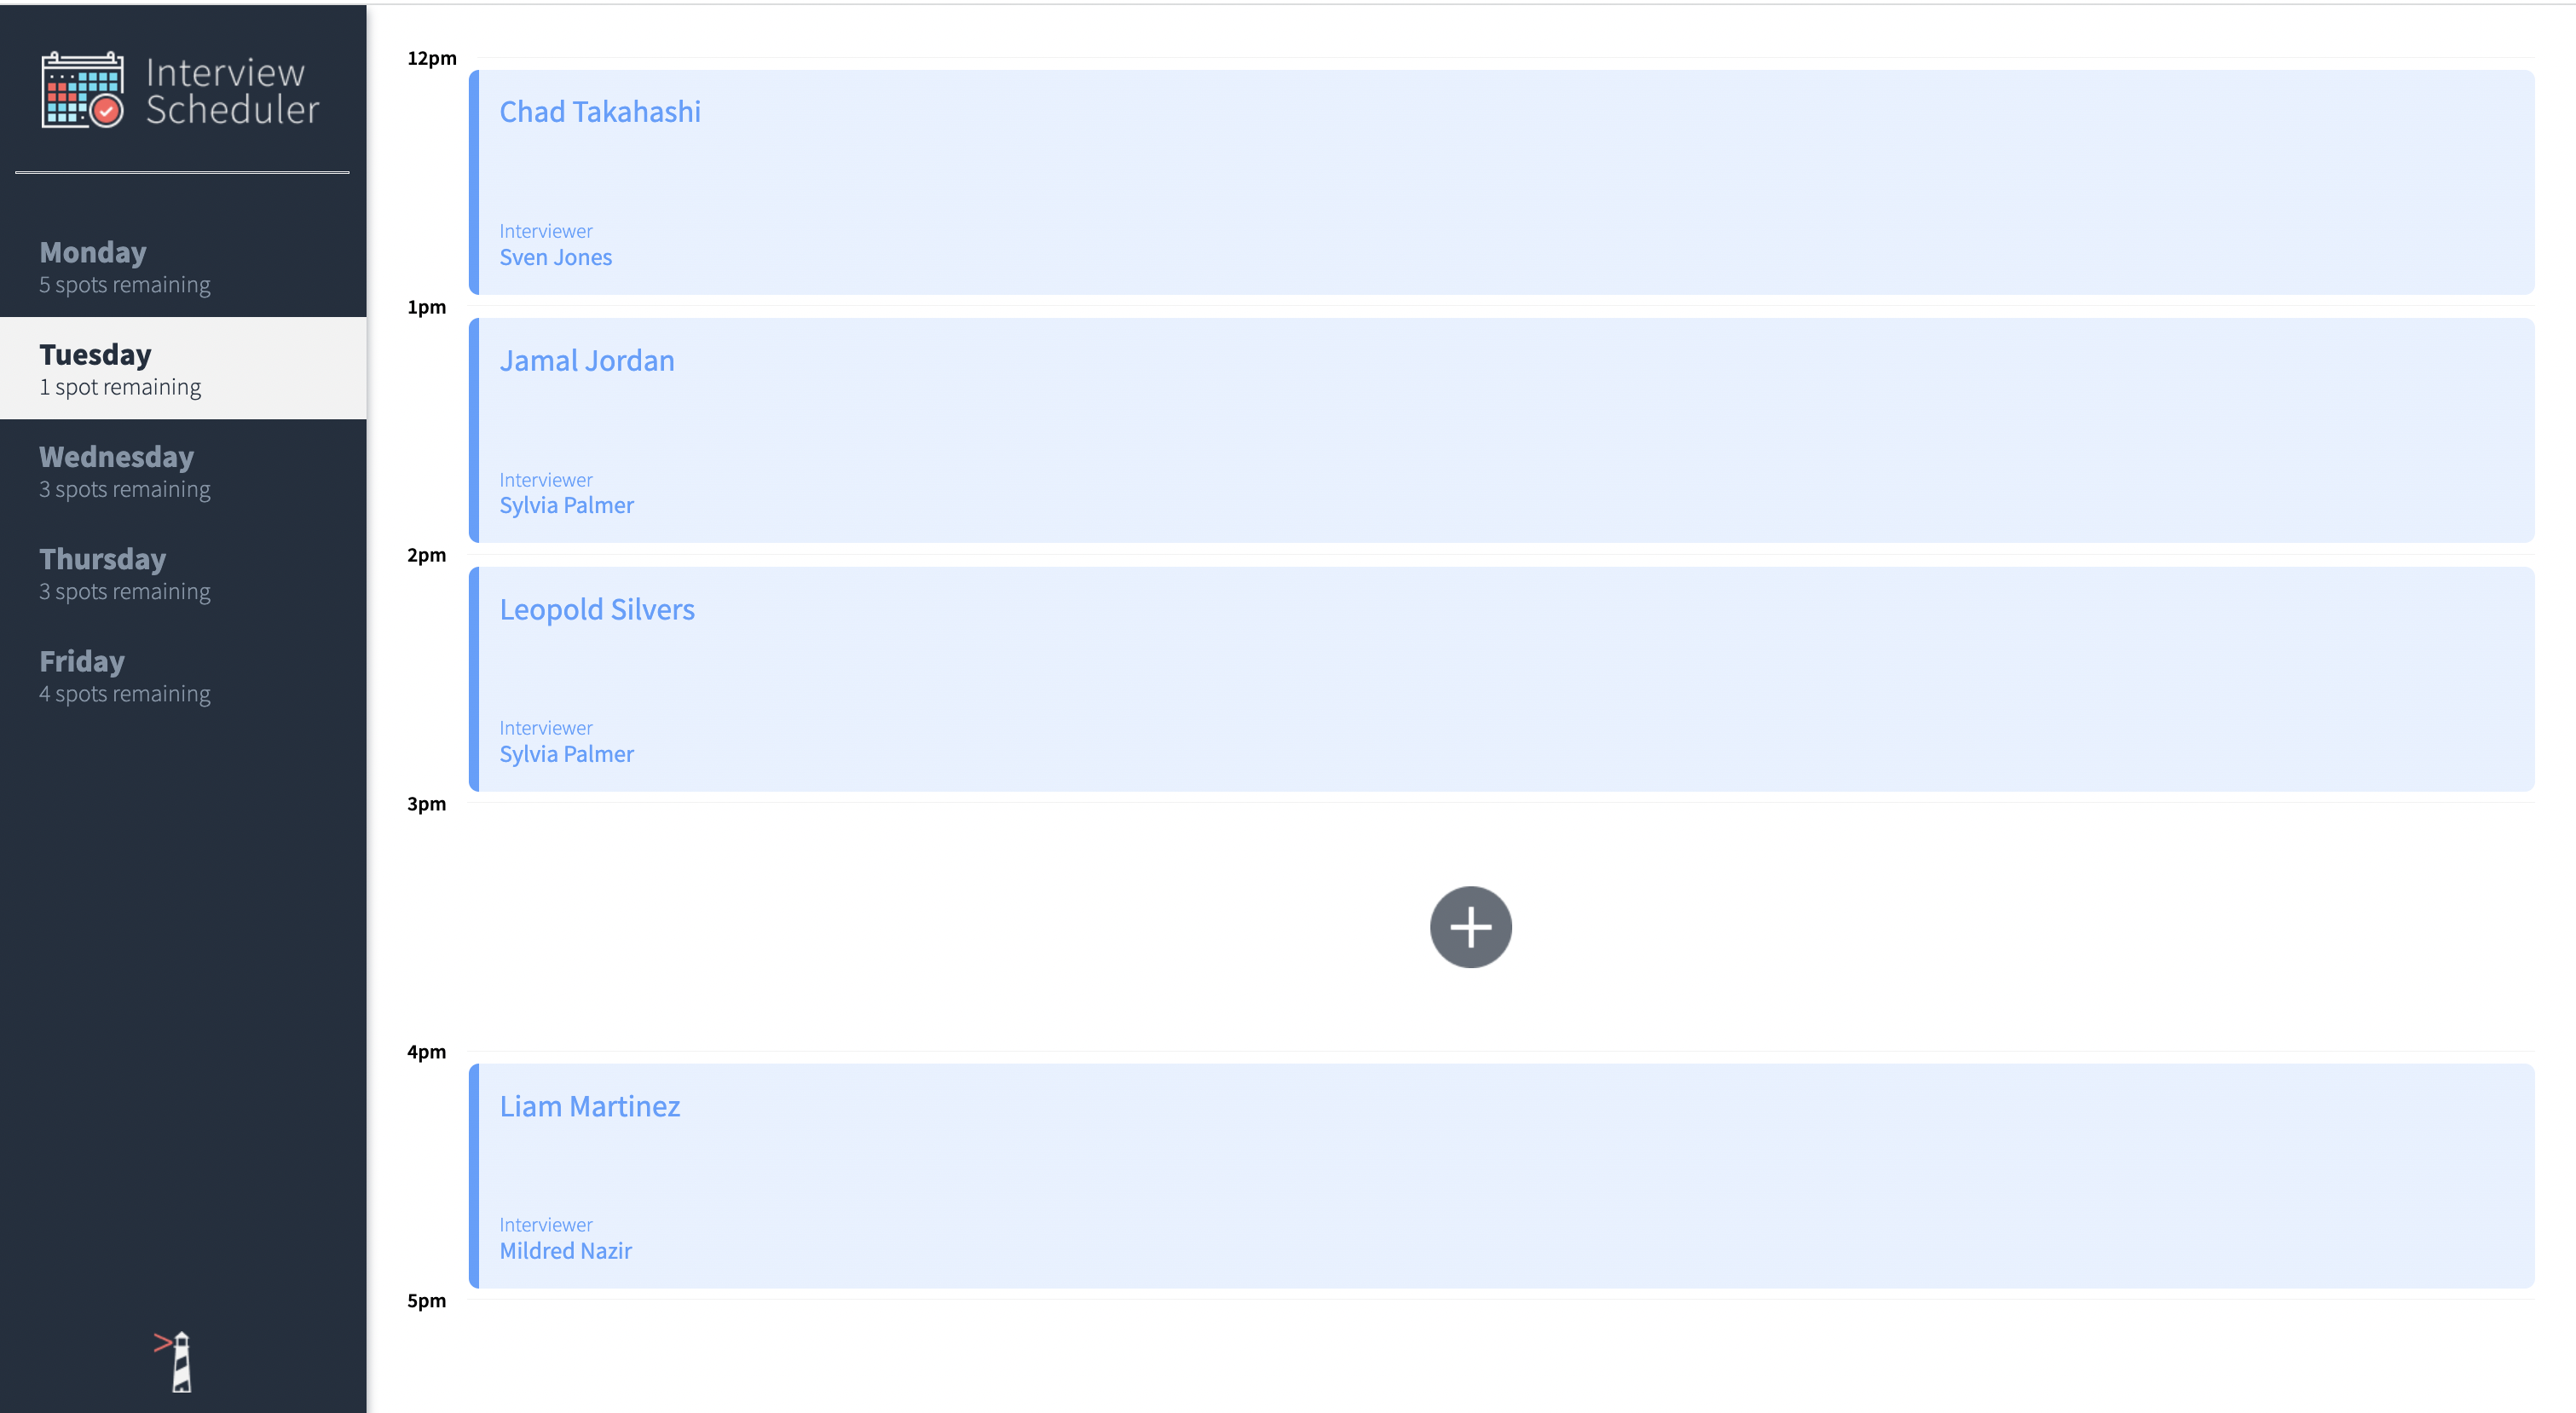 Interview
Scheduler
Monday
5 spots remaining
Tuesday
1 spot remaining
Wednesday
3 spots remaining
Thursday
3 spots remaining
Friday
4 spots remaining
12pm
Chad Takahashi
Interviewer
Sven Jones
1pm
Jamal Jordan
Interviewer
Sylvia Palmer
2pm
Leopold Silvers
Interviewer
Sylvia Palmer
3pm
4pm
Liam Martinez
Interviewer
Mildred Nazir
5pm